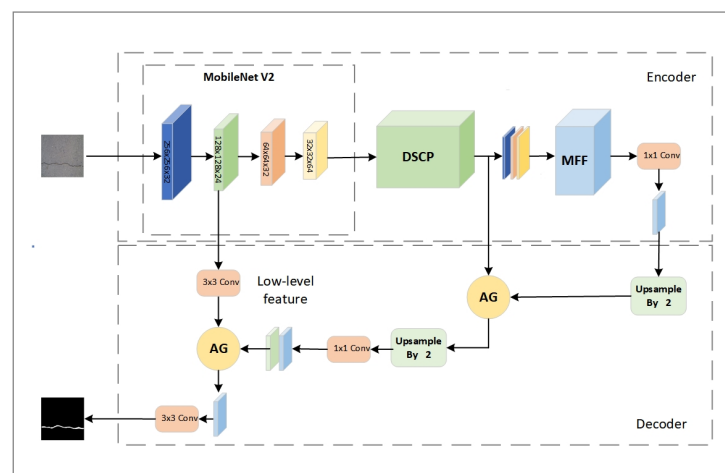 MobileNet V2
Encoder
256x256x32
128x128x24
64x64x32
32x32x64
DSCP
MFF
1x1 Conv
3x3 Conv
Low-level
feature
AG
Upsample
By 2
AG
1x1 Conv
Upsample
By 2
3x3 Conv
Decoder